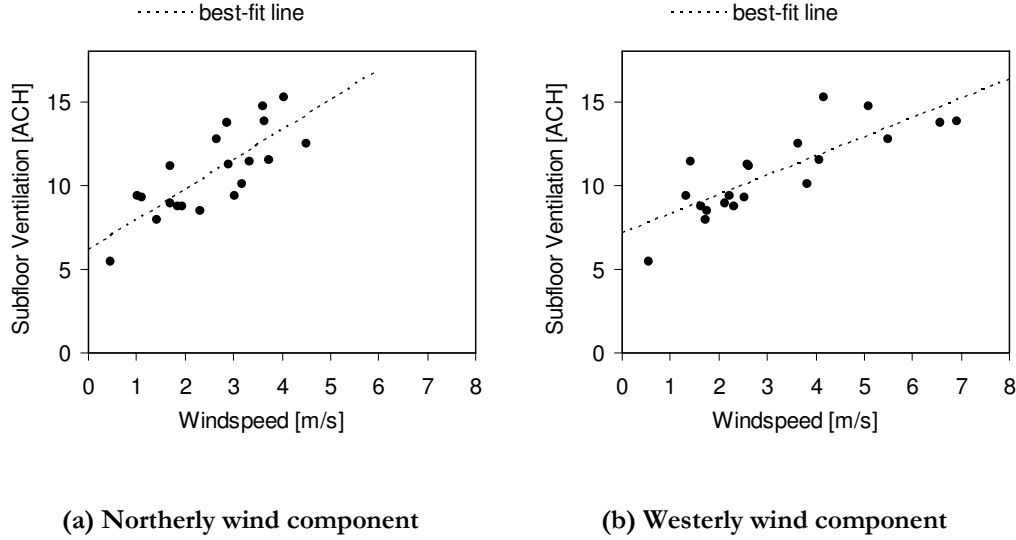 best-fit line
Subfloor Ventilation [ACH]
15
10
5
0
0 1 2 3 4 5 6 7 8
Windspeed [m/s]
(a) Northerly wind component
best-fit line
Subfloor Ventilation [ACH]
15
10
5
0
0 1 2 3 4 5 6 7 8
Windspeed [m/s]
(b) Westerly wind component